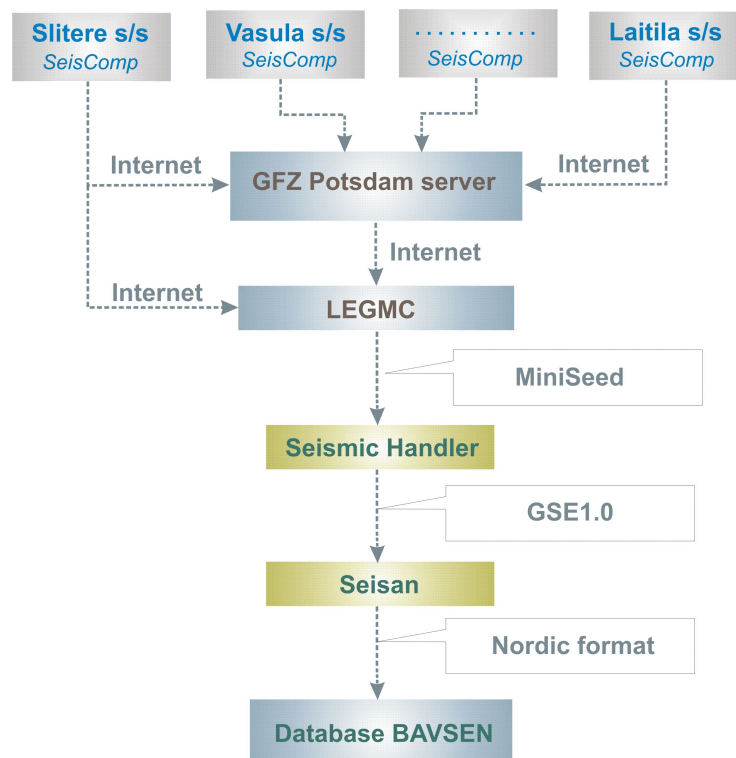 Slitere s/s
SeisComp
Vasula s/s
SeisComp
............
SeisComp
Laitila s/s
SeisComp
Internet
Internet
GFZ Potsdam server
Internet
Internet
LEGMC
MiniSeed
Seismic Handler
GSE1.0
Seisan
Nordic format
Database BAVSEN